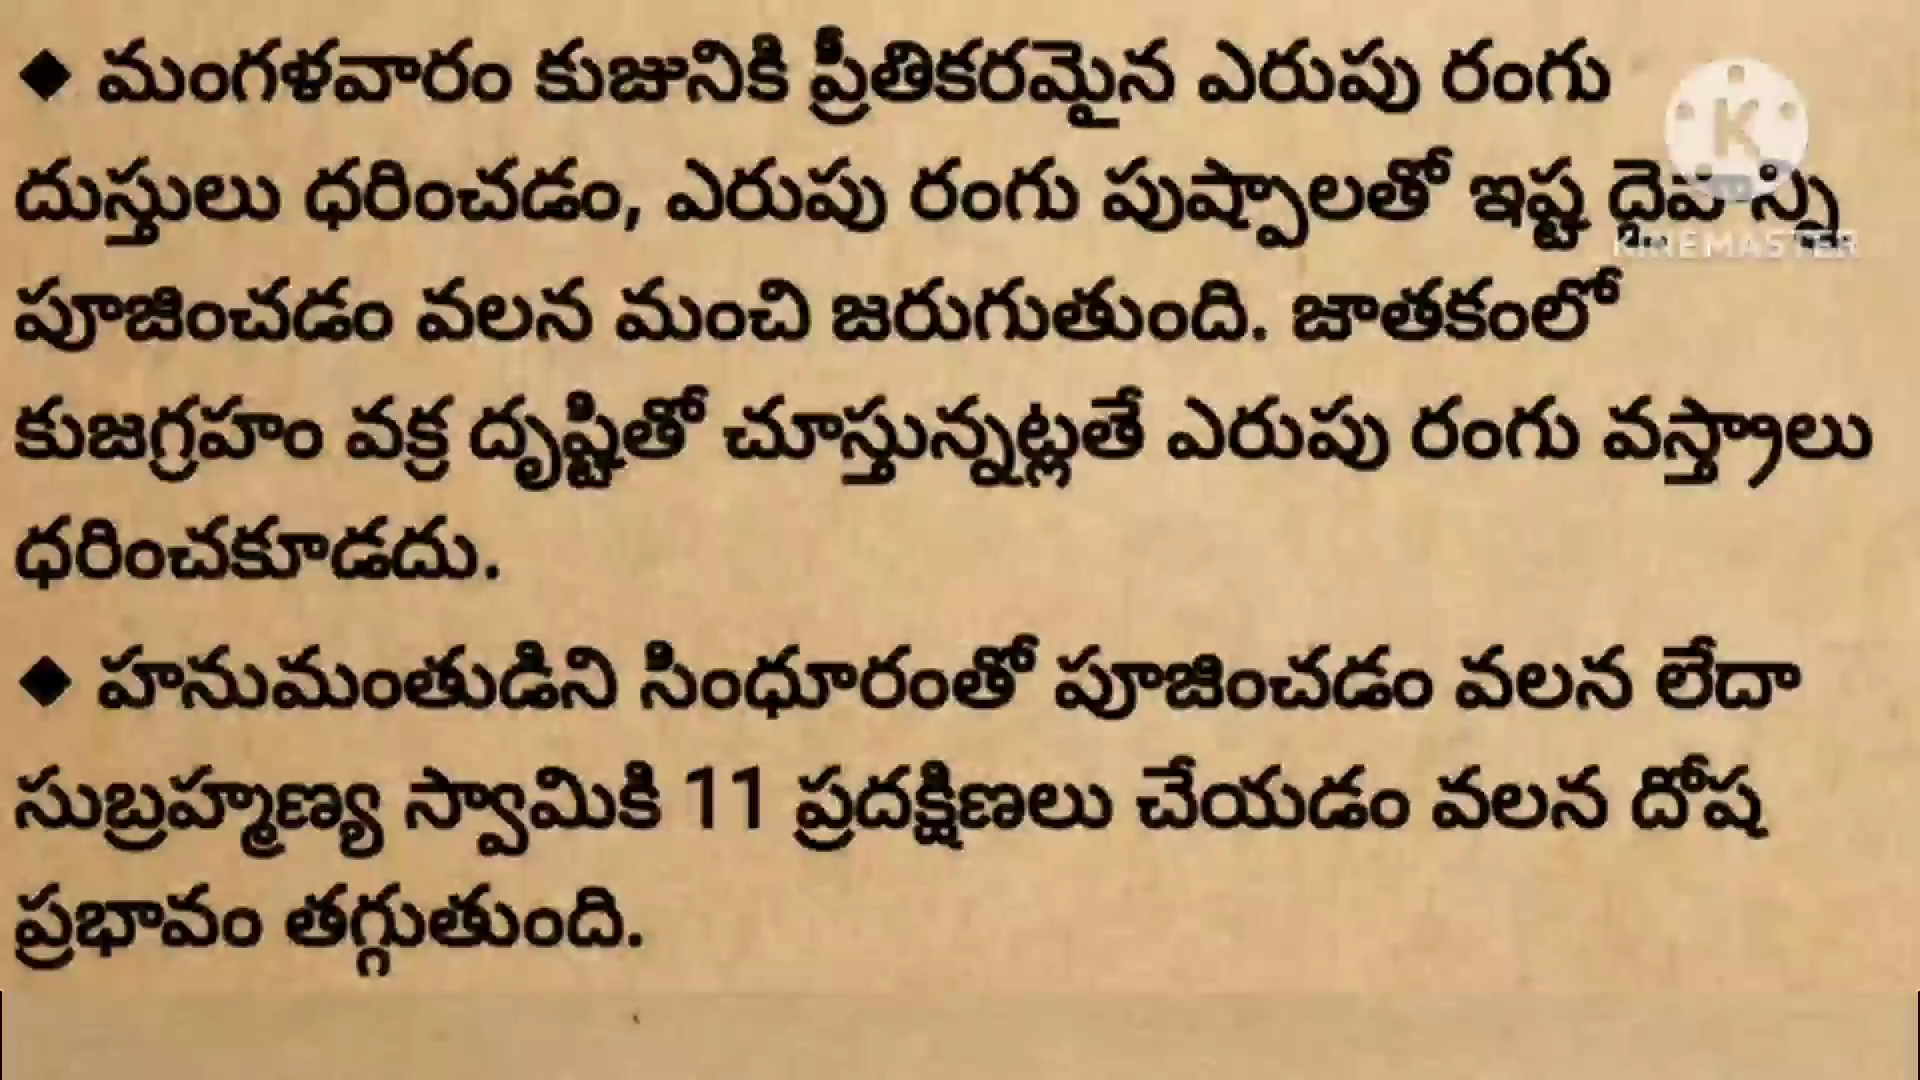 ◆ మంగళవారం కుజునికి ప్రీతికరమైన ఎరుపు రంగు
దుస్తులు ధరించడం, ఎరుపు రంగు పుష్పాలతో ఇష్ట దైవాన్ని
పూజించడం వలన మంచి జరుగుతుంది. జాతకంలో
కుజగ్రహం వక్ర దృష్టితో చూస్తున్నట్లతే ఎరుపు రంగు వస్త్రాలు
ధరించకూడదు.
◆ హనుమంతుడిని సింధూరంతో పూజించడం వలన లేదా
సుబ్రహ్మణ్య స్వామికి 11 ప్రదక్షిణలు చేయడం వలన దోష
ప్రభావం తగ్గుతుంది.
K
KINEMASTER